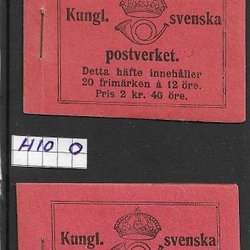 Kungl. svenska
postverket.
Detta häfte innehåller
20 frimärken à 12 öre.
Pris 2 kr. 40 öre.
H10 O
Kungl. svenska